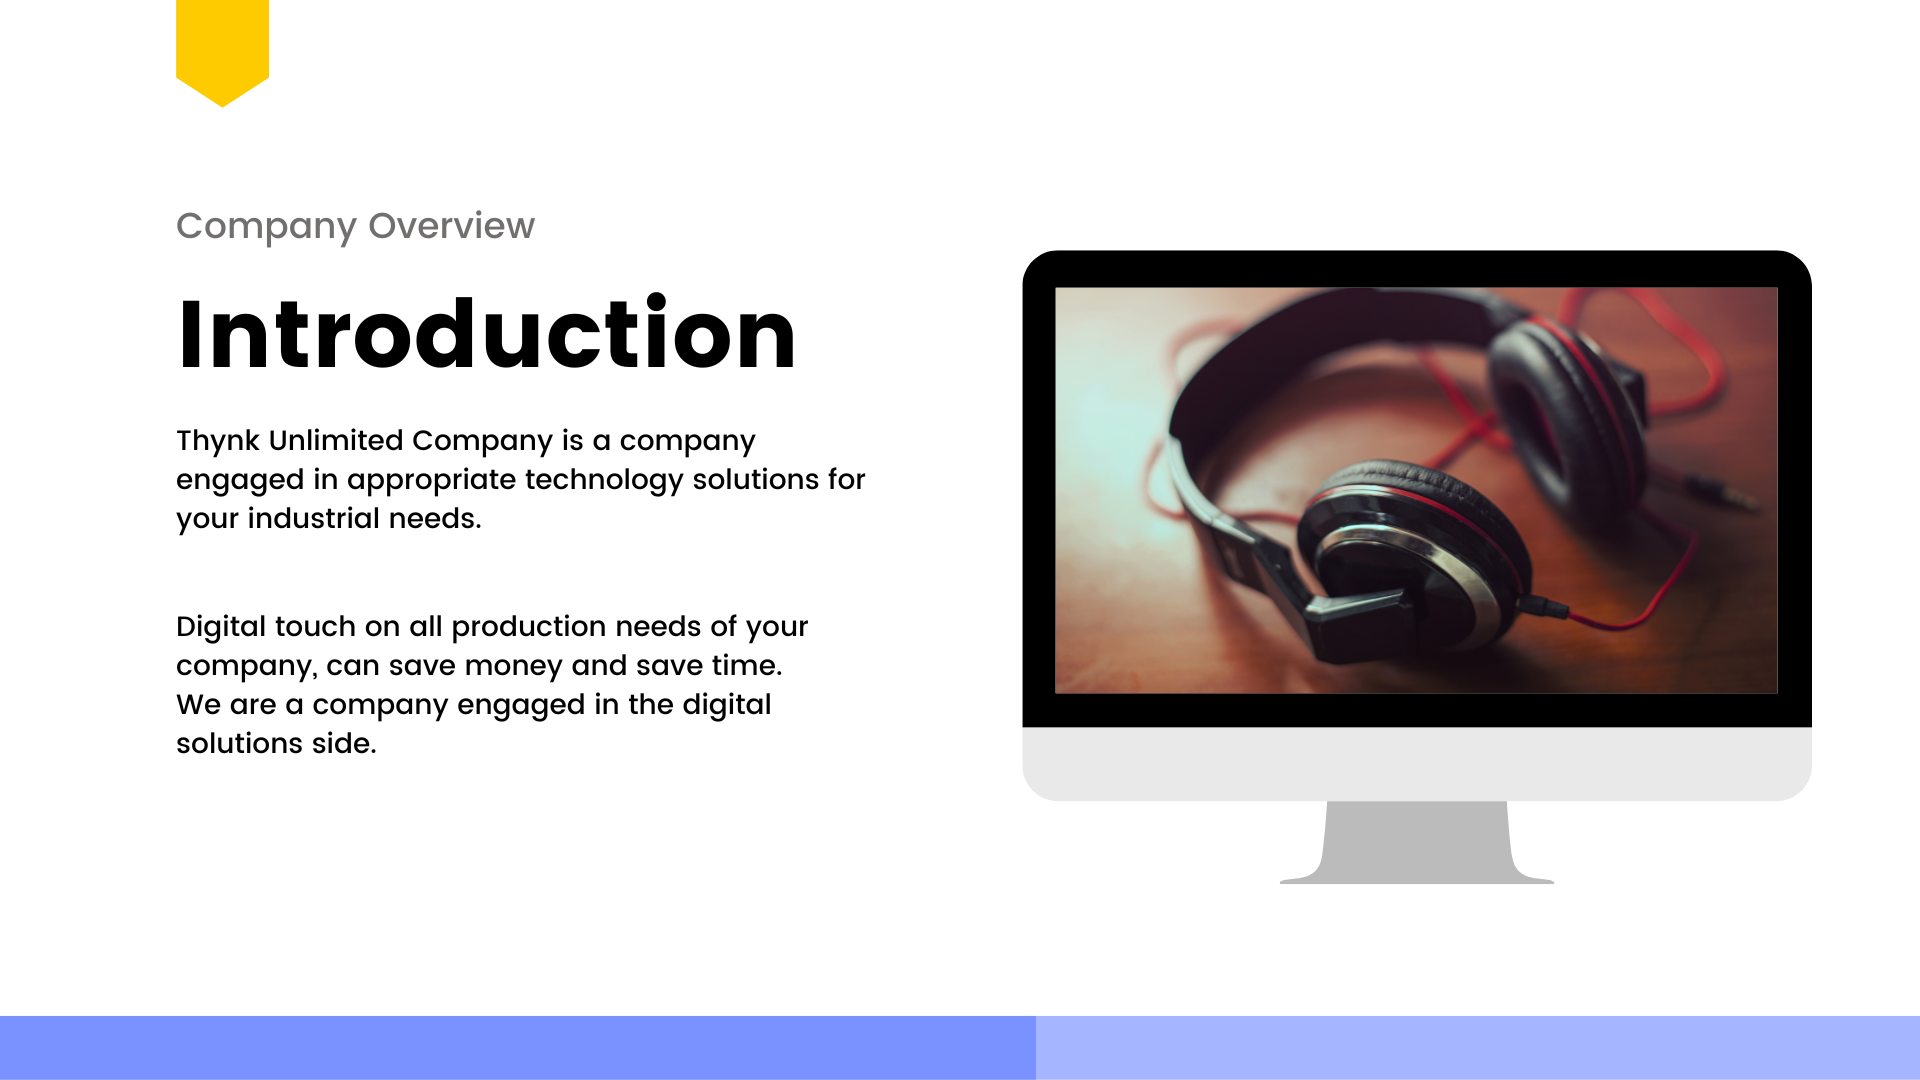 Company Overview
Introduction
Thynk Unlimited Company is a company
engaged in appropriate technology solutions for
your industrial needs.
Digital touch on all production needs of your
company, can save money and save time.
We are a company engaged in the digital
solutions side.